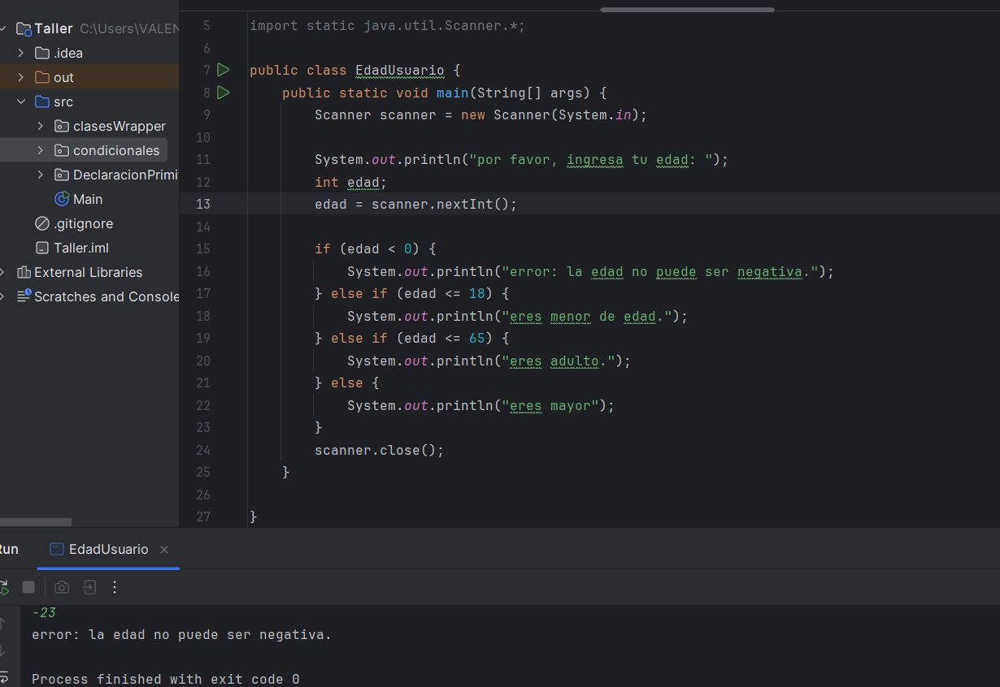 Taller C:\Users\VALEN
.idea
out
src
clasesWrapper
condicionales
DeclaracionPrimi
Main
.gitignore
Taller.iml
External Libraries
Scratches and Console
5 import static java.util.Scanner.*;
6
7 public class EdadUsuario {
8 public static void main(String[] args) {
9 Scanner scanner = new Scanner(System.in);
10
11 System.out.println("por favor, ingresa tu edad: ");
12 int edad;
13 edad = scanner.nextInt();
14
15 if (edad < 0) {
16 System.out.println("error: la edad no puede ser negativa.");
17 } else if (edad <= 18) {
18 System.out.println("eres menor de edad.");
19 } else if (edad <= 65) {
20 System.out.println("eres adulto.");
21 } else {
22 System.out.println("eres mayor");
23 }
24 scanner.close();
25 }
26
27 }
Run EdadUsuario
-23
error: la edad no puede ser negativa.
Process finished with exit code 0